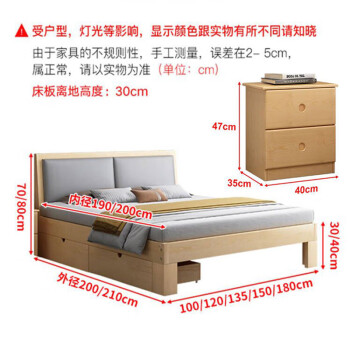 受户型，灯光等影响，显示颜色跟实物有所不同请知晓
由于家具的不规则性，手工测量，误差在2-5cm，
属正常，请以实物为准（单位：cm）
床板离地高度：30cm
47cm
35cm
40cm
70/80cm
内径190/200cm
30/40cm
外径200/210cm
100/120/135/150/180cm